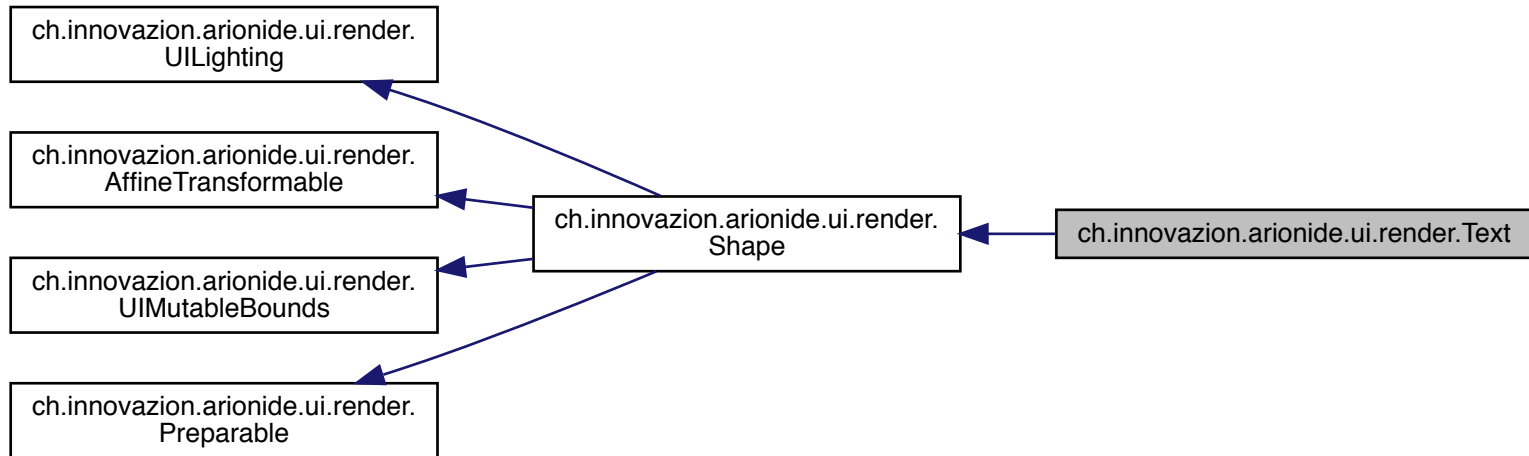 ch.innovazion.arionide.ui.render.
UILighting
ch.innovazion.arionide.ui.render.
AffineTransformable
ch.innovazion.arionide.ui.render.
UIMutableBounds
ch.innovazion.arionide.ui.render.
Preparable
ch.innovazion.arionide.ui.render.
Shape
ch.innovazion.arionide.ui.render.Text